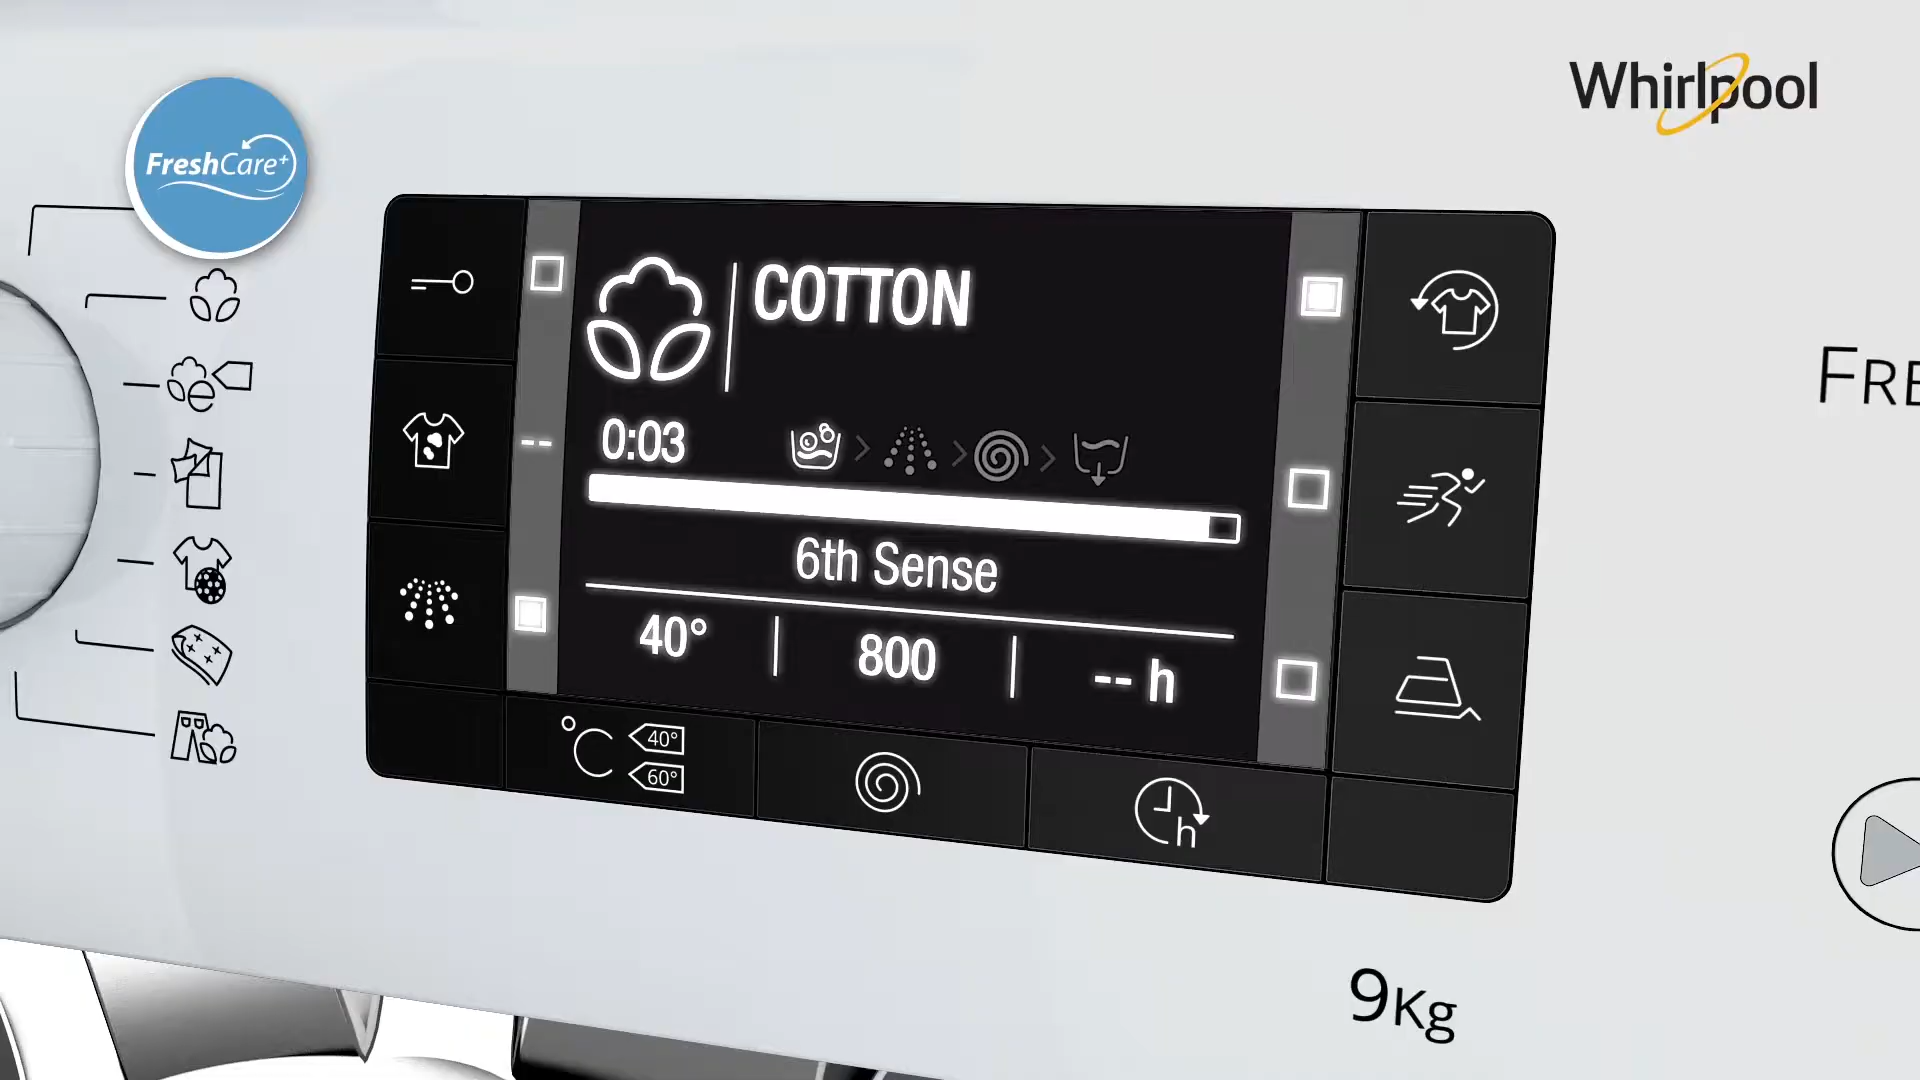 Whirlpool
FreshCare+
COTTON
0:03
6th Sense
40° 800 -- h
--
°C 40°
60°
h
e
FRE
9Kg